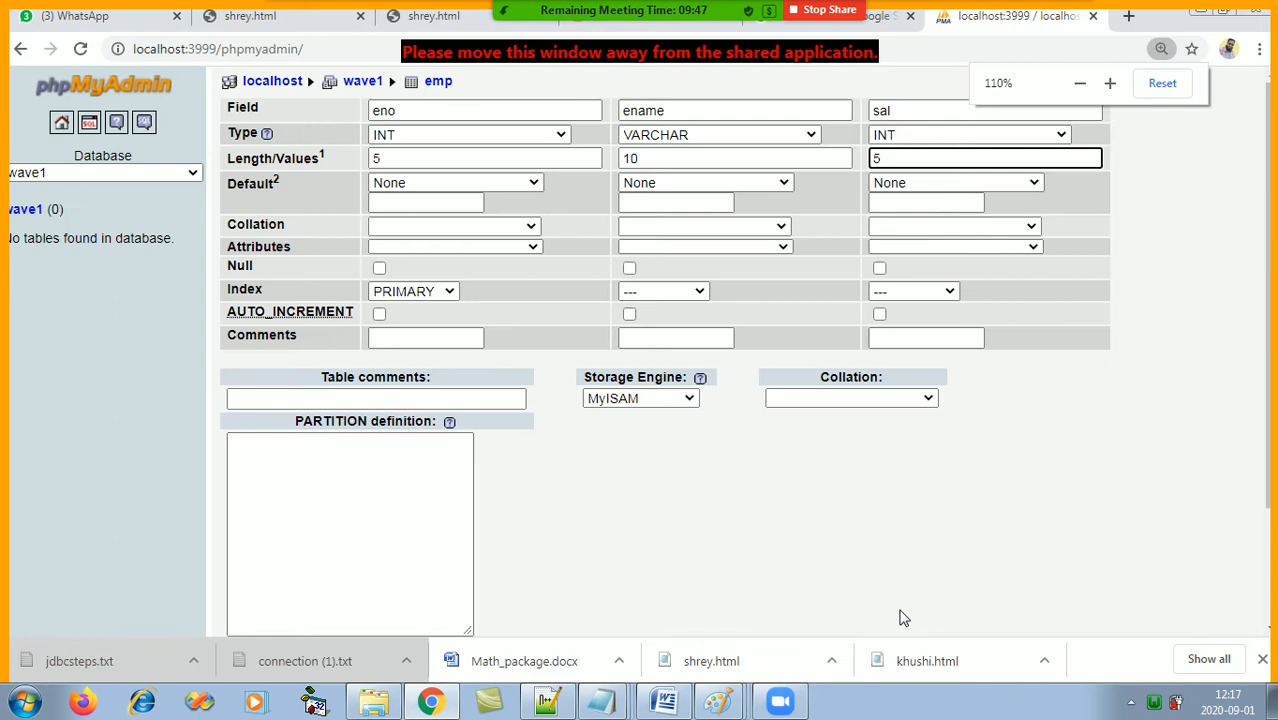 (3) WhatsApp × shrey.html × shrey.html Remaining Meeting Time: 09:47 Stop Share oogle S × localhost:3999 / localhos ×
localhost:3999/phpmyadmin/
Please move this window away from the shared application.
110% Reset
phpMyAdmin
localhost wave1 emp
Field eno ename sal
Type INT VARCHAR INT
Length/Values1 5 10 5
Default2 None None None
Collation
Attributes
Null
Index PRIMARY --- ---
AUTO_INCREMENT
Comments
Database
wave1
wave1 (0)
No tables found in database.
Table comments: Storage Engine: Collation:
MyISAM
PARTITION definition:
jdbcsteps.txt connection (1).txt Math_package.docx shrey.html khushi.html Show all
12:17
2020-09-01